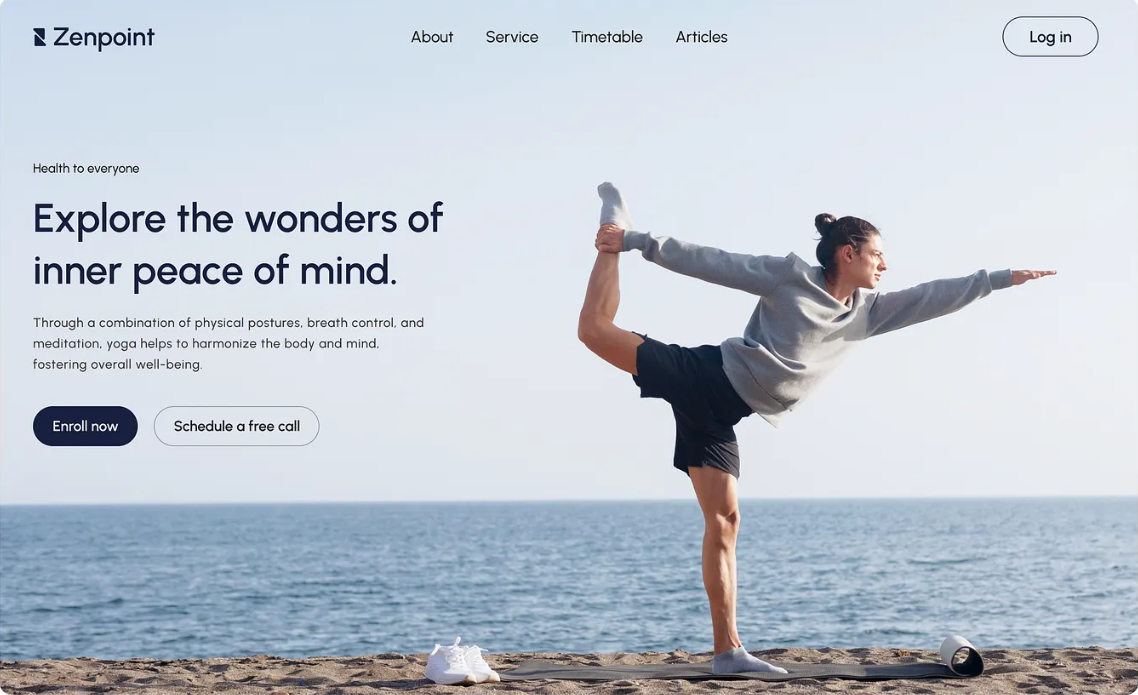 Zenpoint
About Service Timetable Articles
Log in
Health to everyone
Explore the wonders of
inner peace of mind.
Through a combination of physical postures, breath control, and
meditation, yoga helps to harmonize the body and mind,
fostering overall well-being.
Enroll now
Schedule a free call